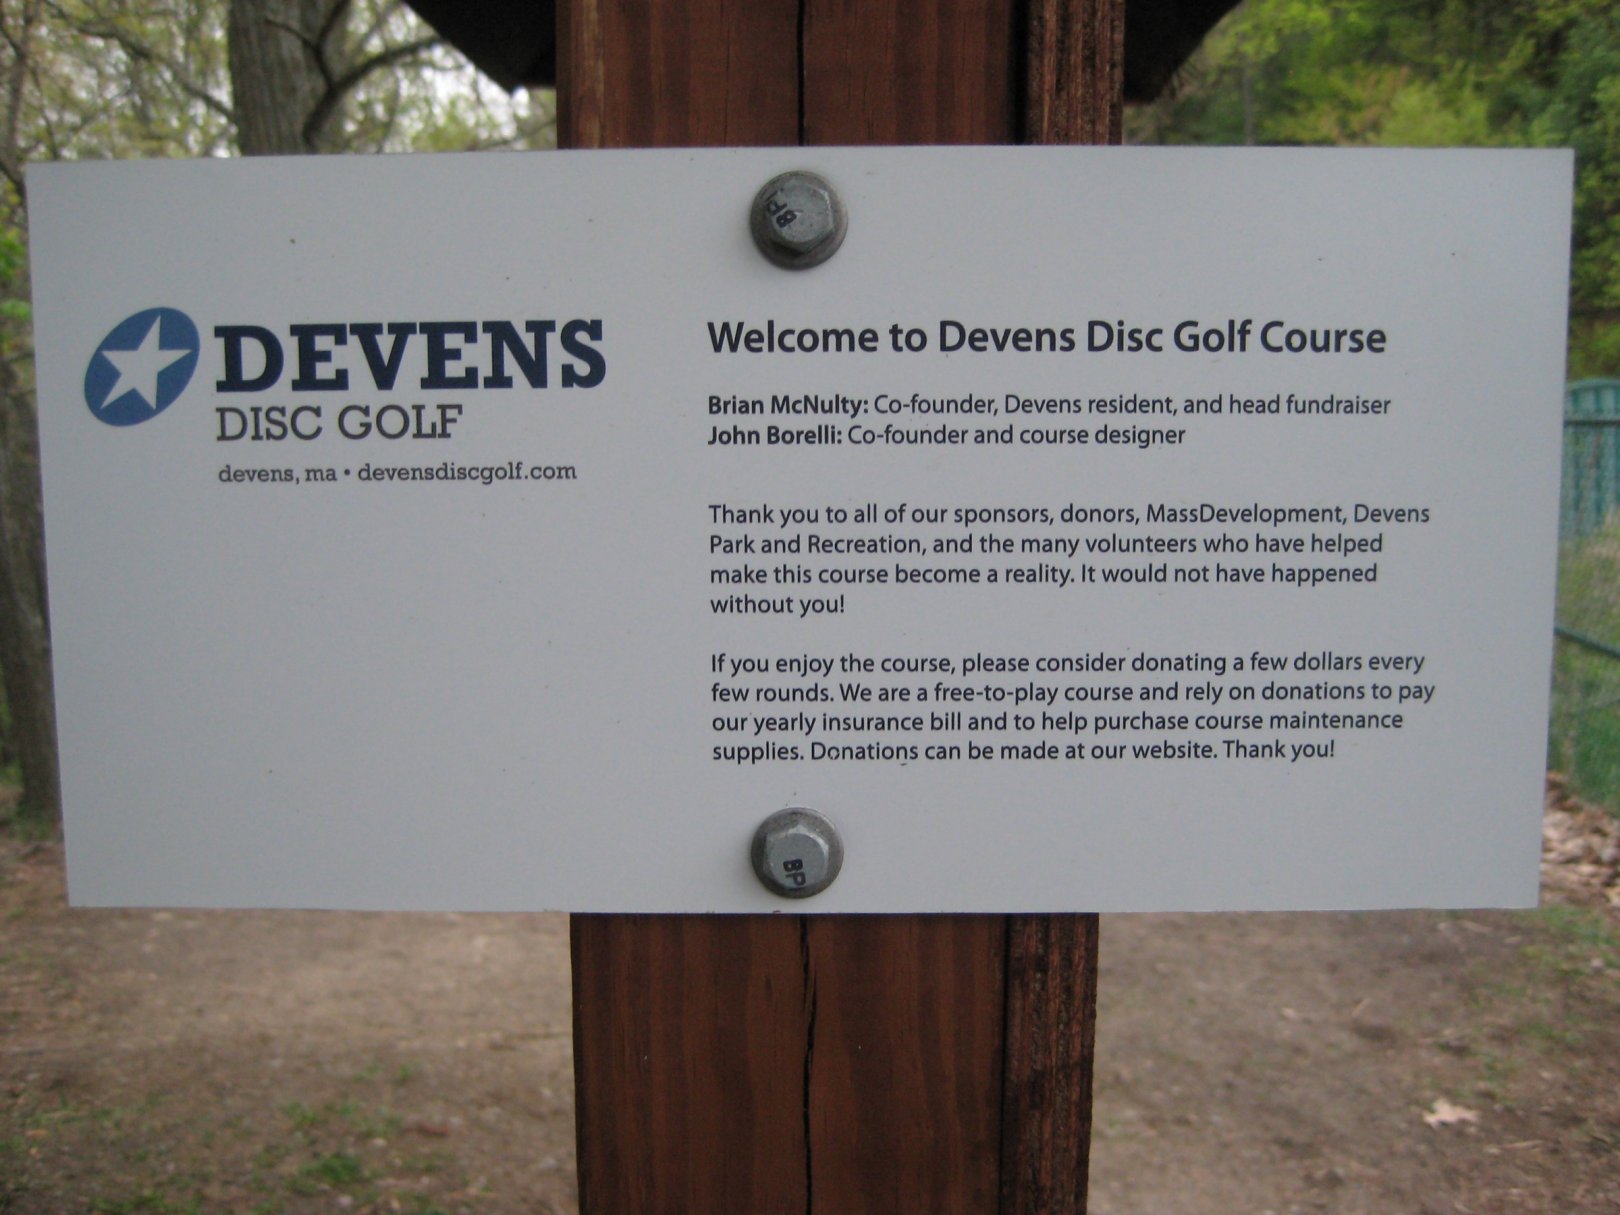 DEVENS
DISC GOLF
devens, ma • devensdiscgolf.com
Welcome to Devens Disc Golf Course
Brian McNulty: Co-founder, Devens resident, and head fundraiser
John Borelli: Co-founder and course designer
Thank you to all of our sponsors, donors, MassDevelopment, Devens
Park and Recreation, and the many volunteers who have helped
make this course become a reality. It would not have happened
without you!
If you enjoy the course, please consider donating a few dollars every
few rounds. We are a free-to-play course and rely on donations to pay
our yearly insurance bill and to help purchase course maintenance
supplies. Donations can be made at our website. Thank you!
BP